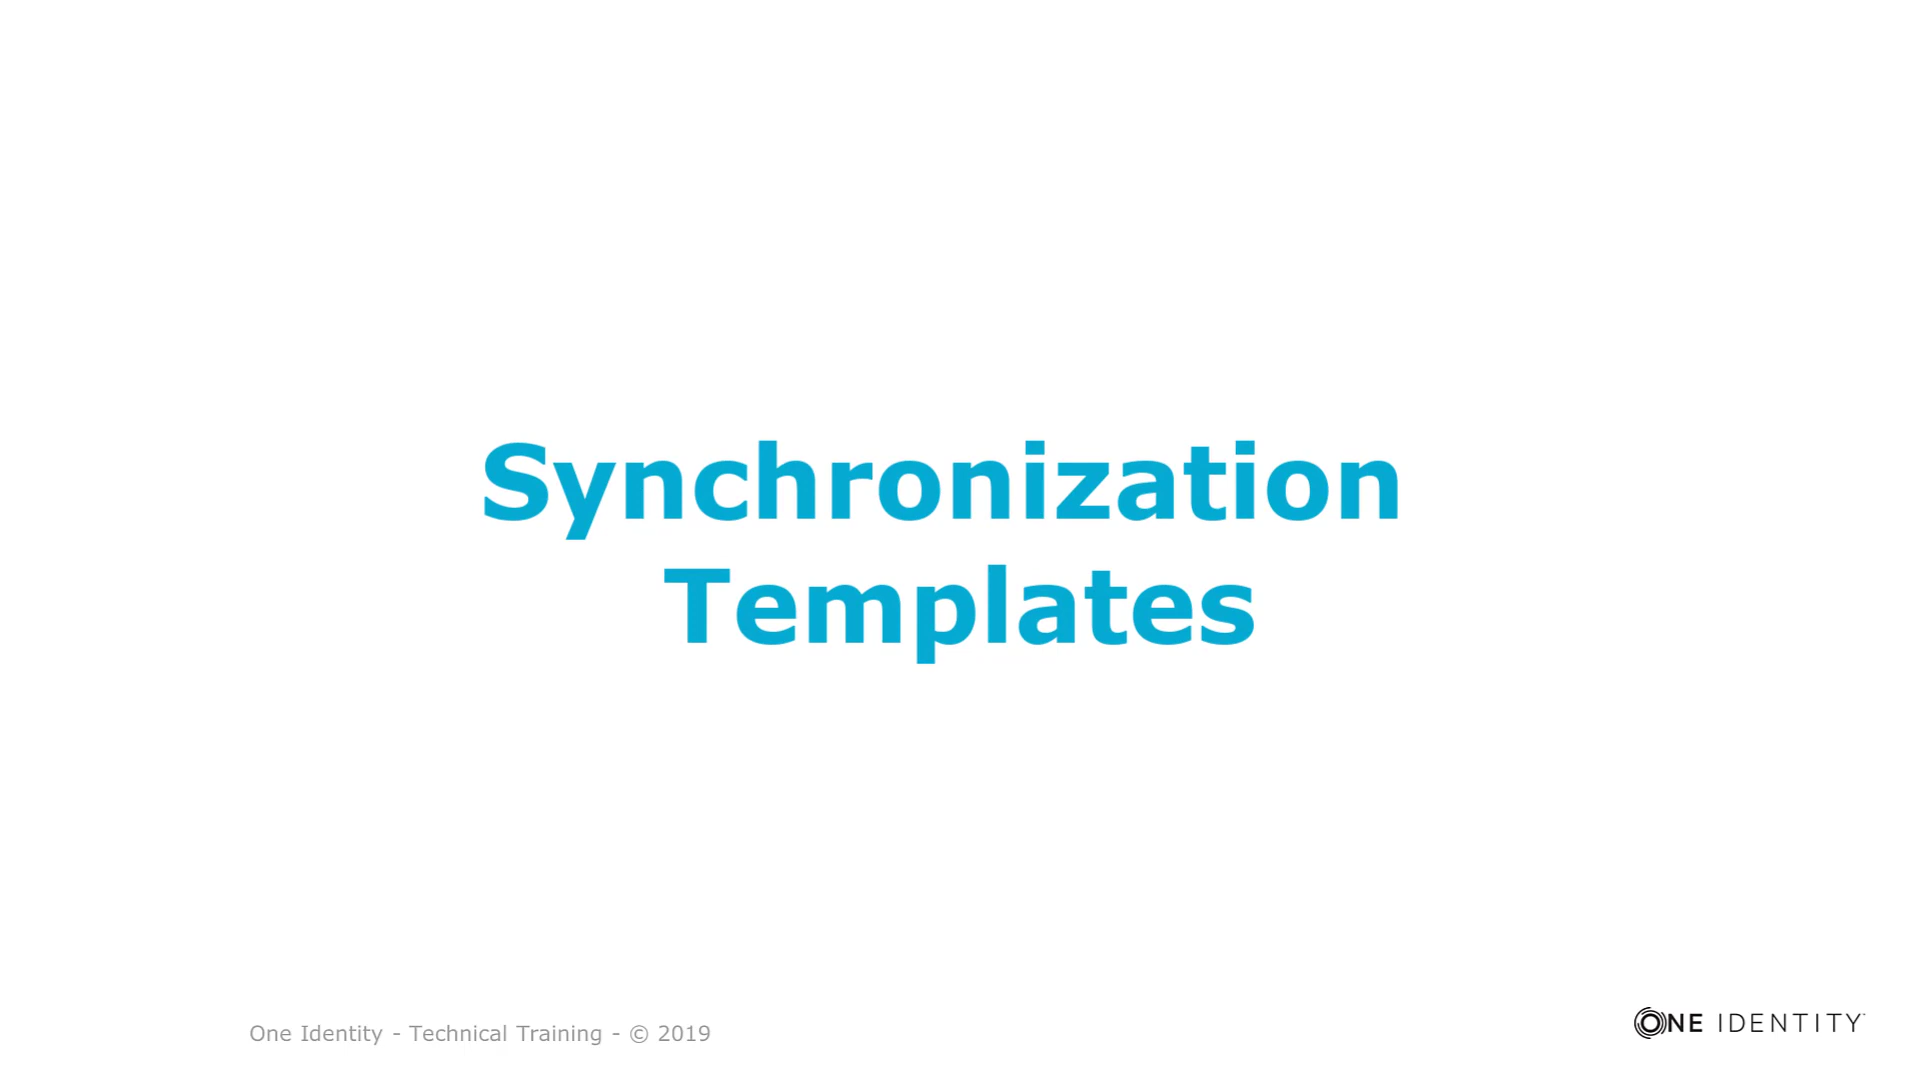 Synchronization
Templates
One Identity - Technical Training - © 2019
ONE IDENTITY